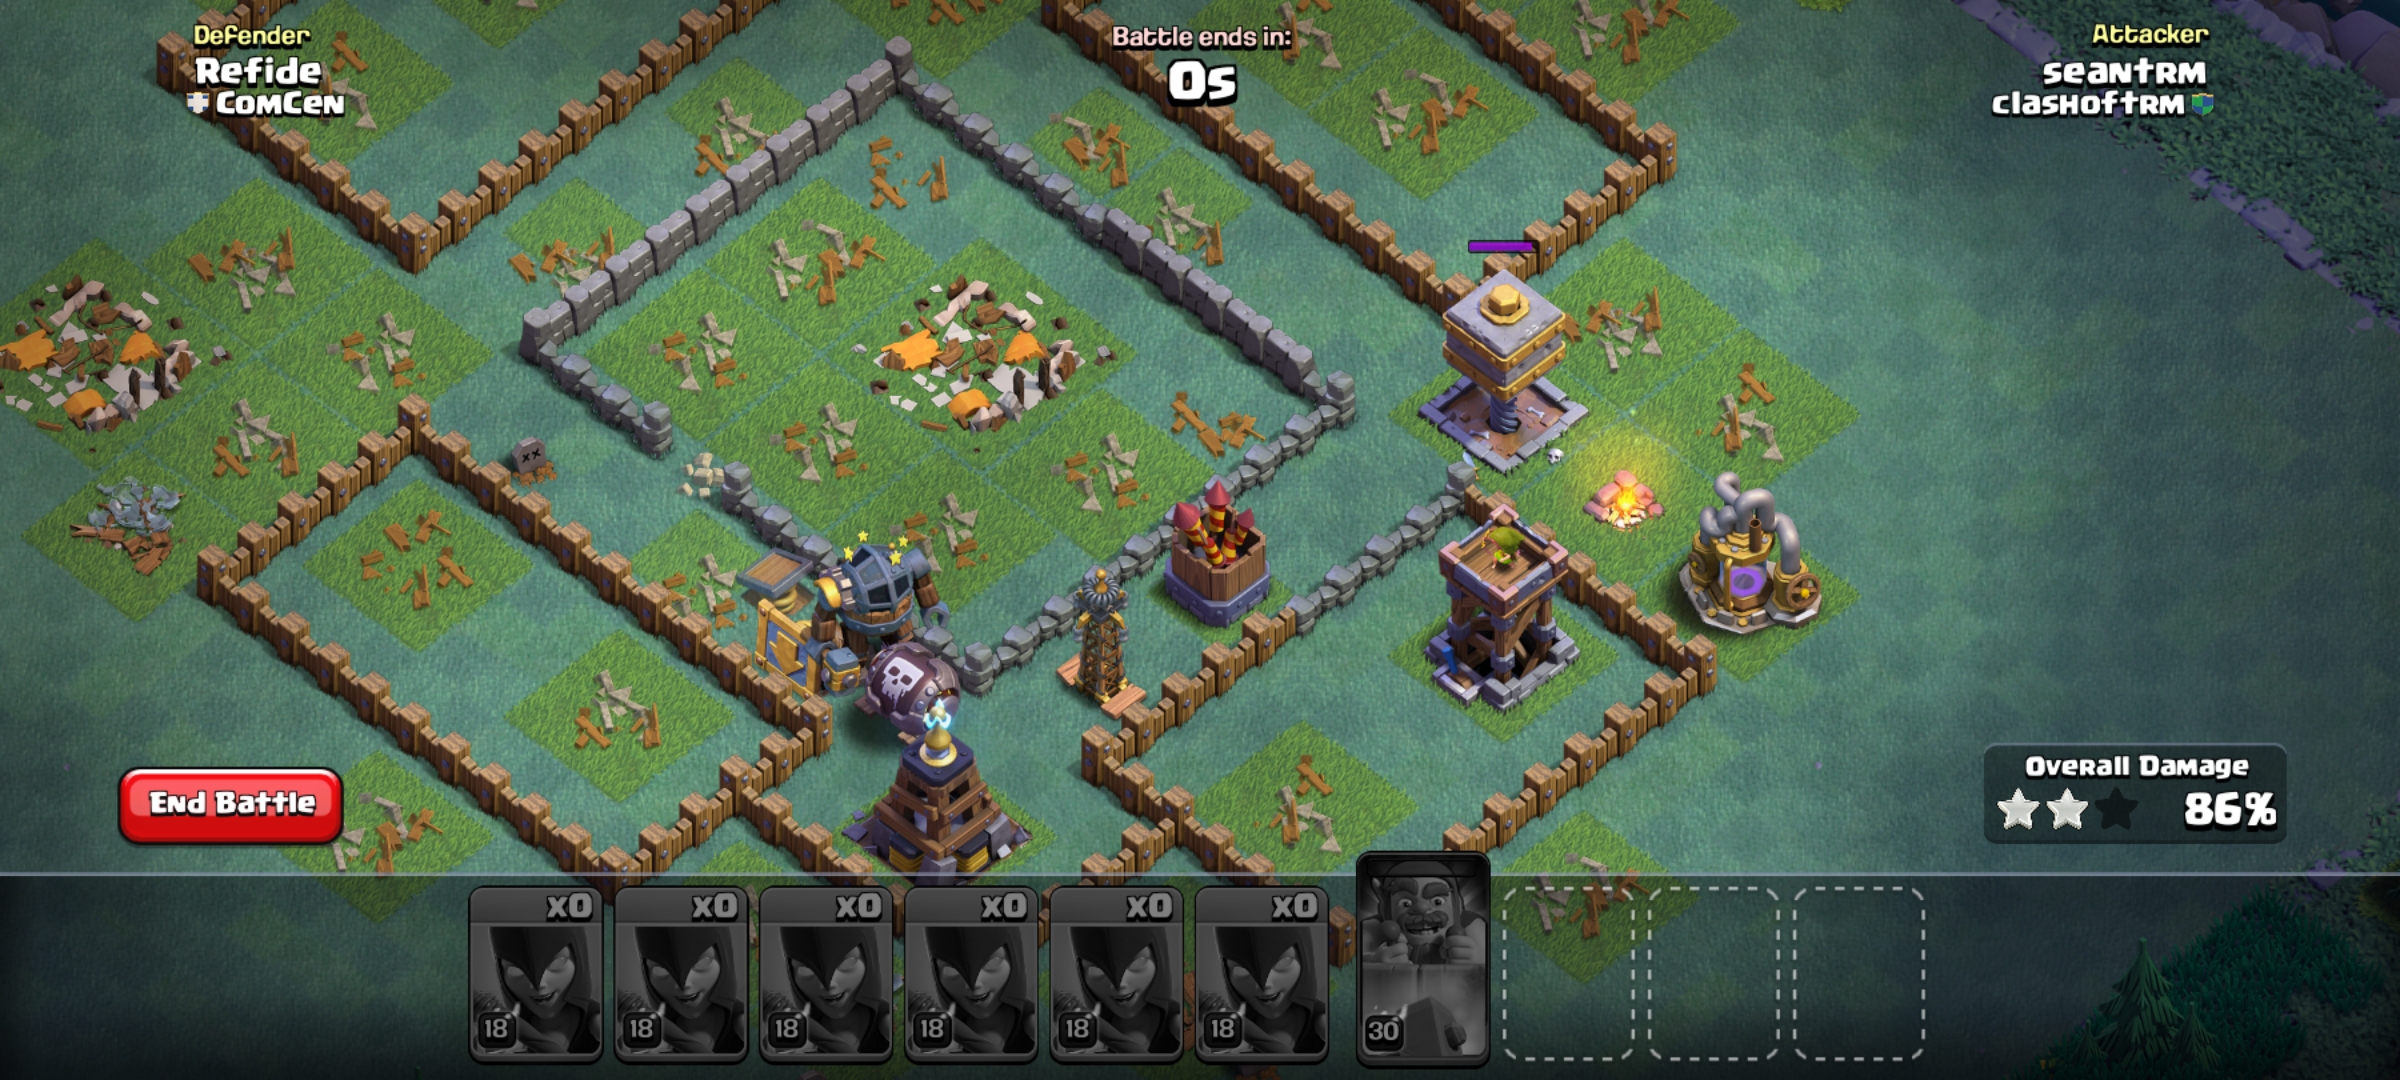 Defender
Refide
ComCen
Battle ends in:
0s
Attacker
seantRM
clashoftRM
End Battle
Overall Damage
86%
x0
x0
x0
x0
x0
x0
18
18
18
18
18
18
30